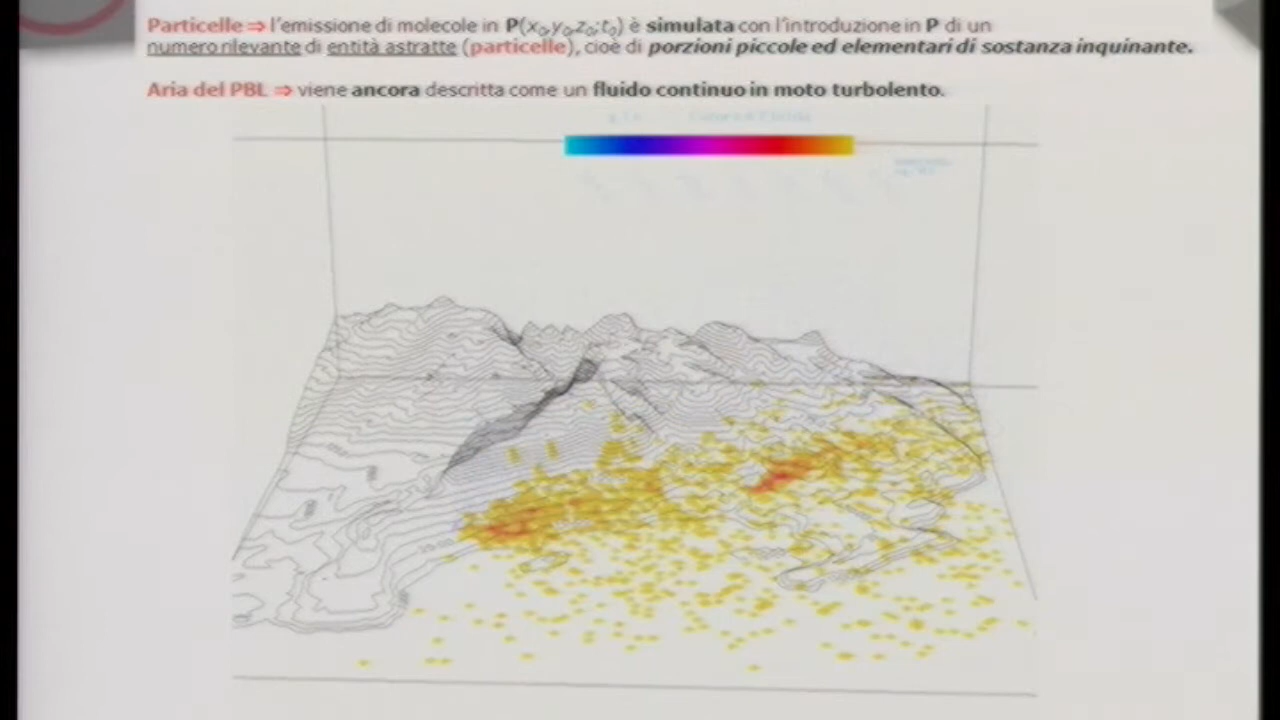 Particelle ⇒ l'emissione di molecole in P(x₀,y₀,z₀;t₀) è simulata con l'introduzione in P di un
numero rilevante di entità astratte (particelle), cioè di porzioni piccole ed elementari di sostanza inquinante.
Aria del PBL ⇒ viene ancora descritta come un fluido continuo in moto turbolento.